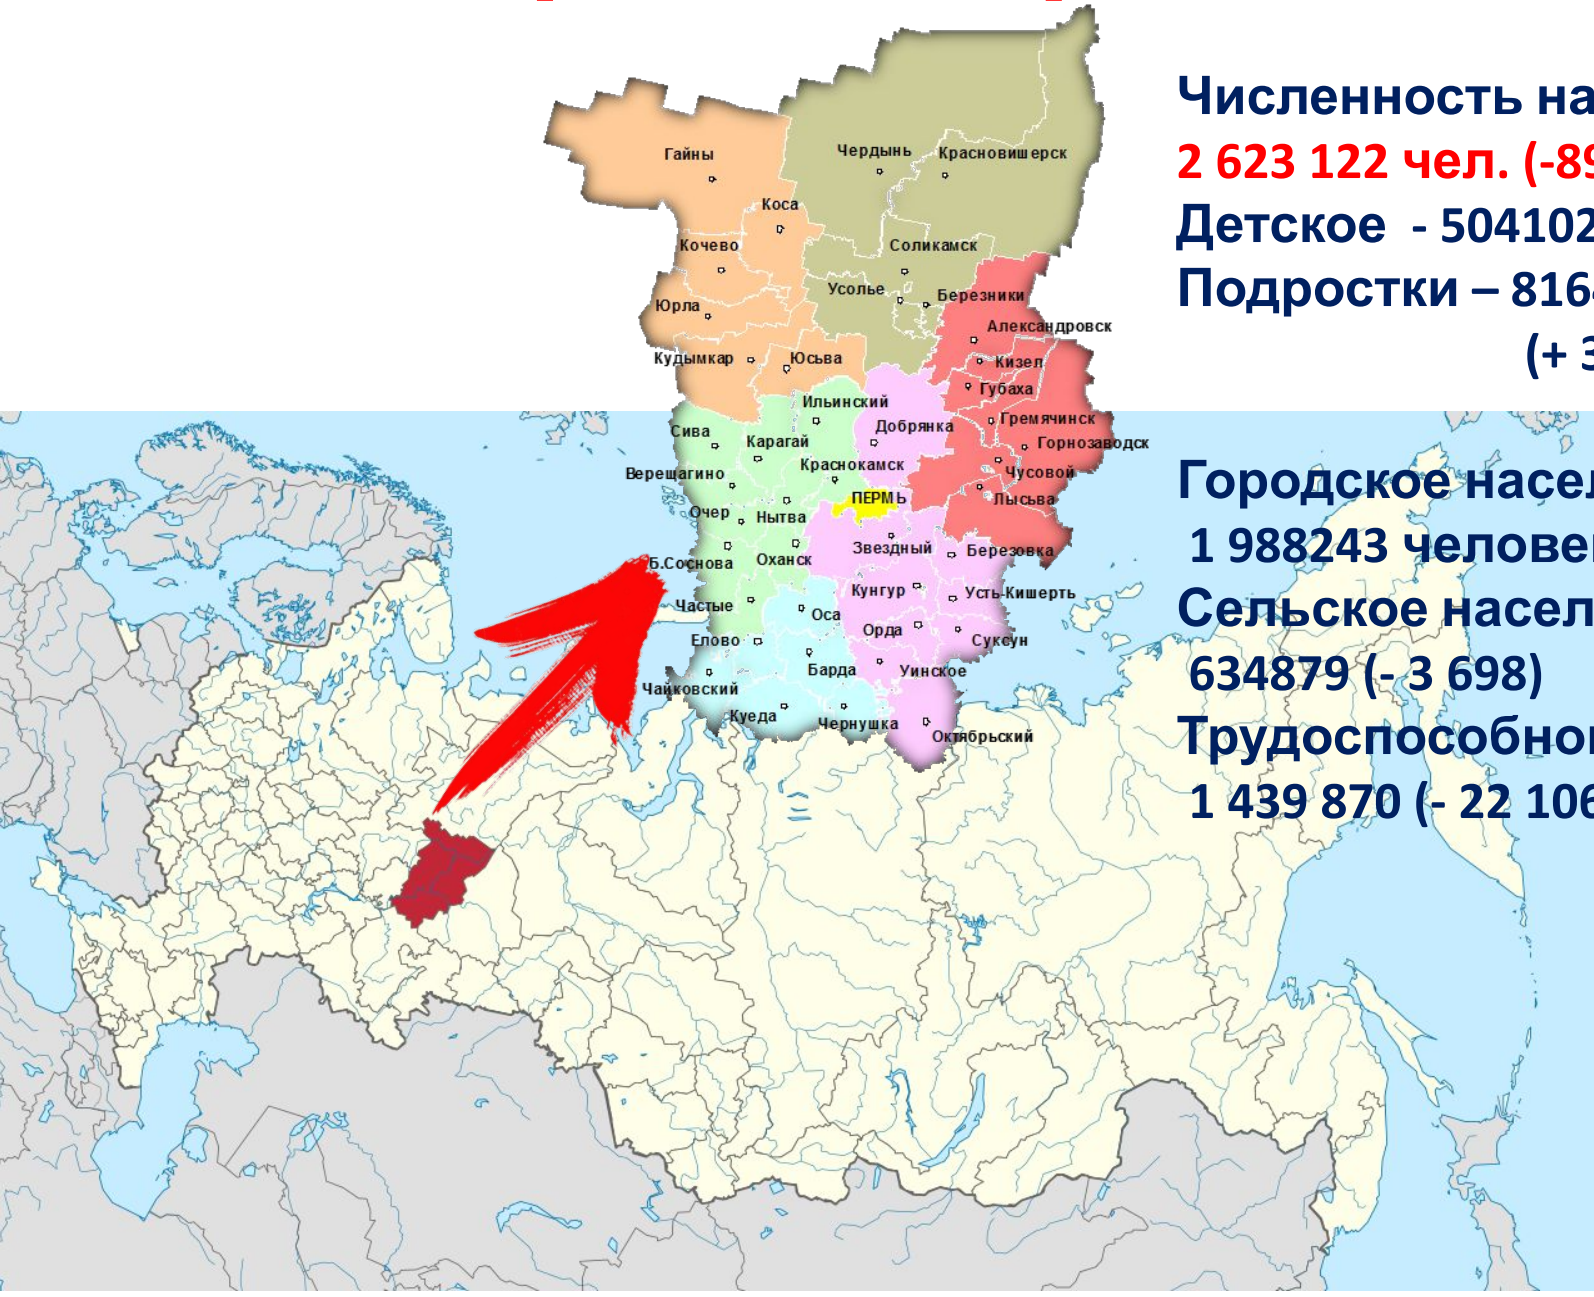 Численность на
2 623 122 чел. (-89
Детское - 504102
Подростки – 816
(+ 3
Городское насел
1 988243 челове
Сельское насел
634879 (- 3 698)
Трудоспособно
1 439 870 (- 22 106
Гайны
Чердынь
Красновишерск
Коса
Кочево
Соликамск
Усолье
Березники
Юрла
Александровск
Кудымкар
Юсьва
Кизел
Губаха
Ильинский
Добрянка
Гремячинск
Сива
Карагай
Горнозаводск
Верещагино
Краснокамск
Чусовой
ПЕРМЬ
Лысьва
Очер
Нытва
Звездный
Березовка
Б.Соснова
Оханск
Кунгур
Усть-Кишерть
Частые
Оса
Орда
Елово
Суксун
Барда
Уинское
Чайковский
Куеда
Чернушка
Октябрьский